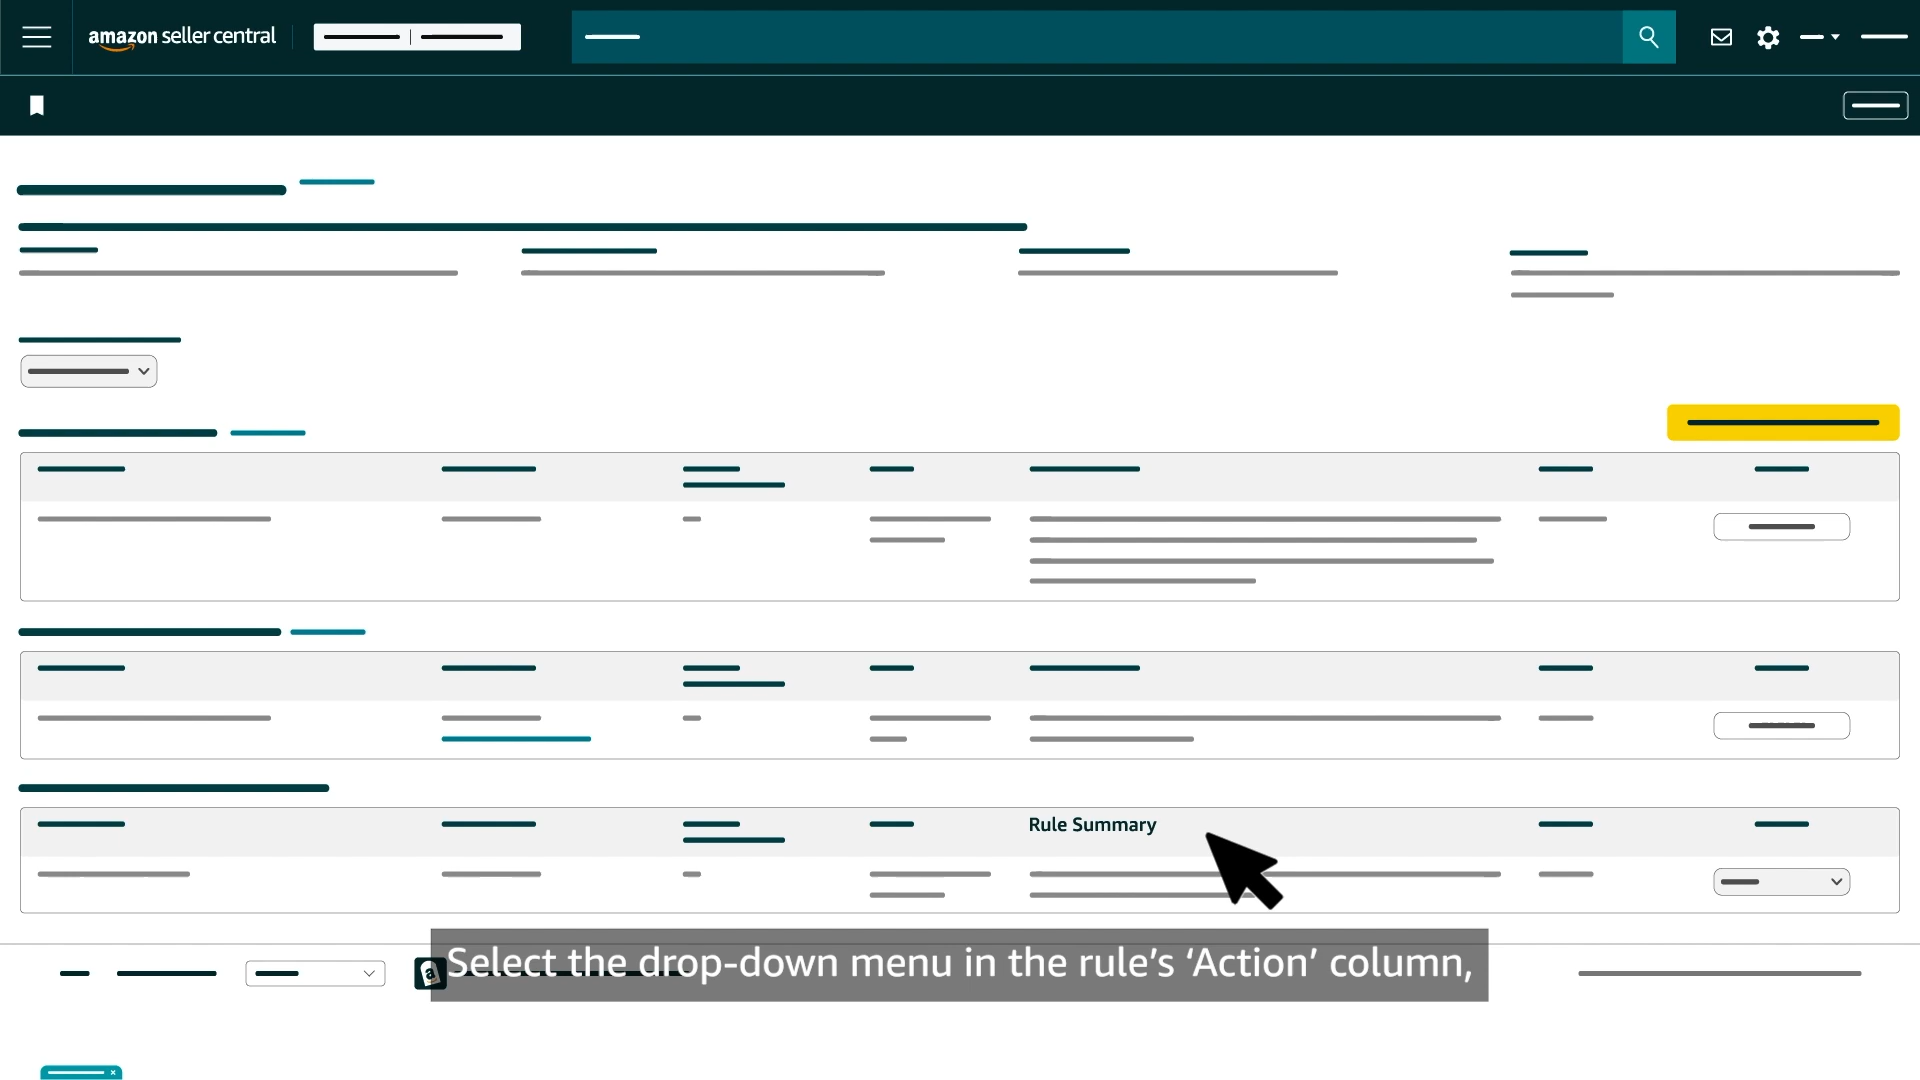 amazon seller central
Rule Summary
Select the drop-down menu in the rule’s ‘Action’ column,
a